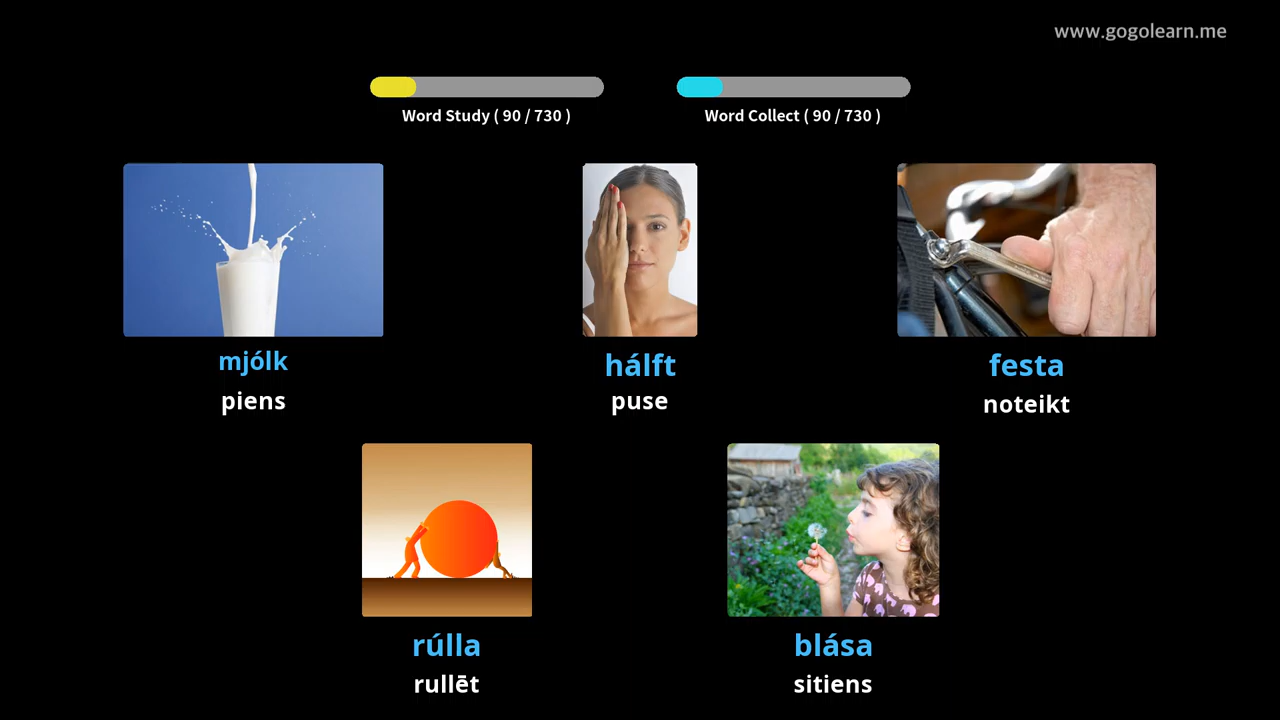 www.gogolearn.me
Word Study ( 90 / 730 )
Word Collect ( 90 / 730 )
mjólk
piens
hálft
puse
festa
noteikt
rúlla
rullēt
blása
sitiens